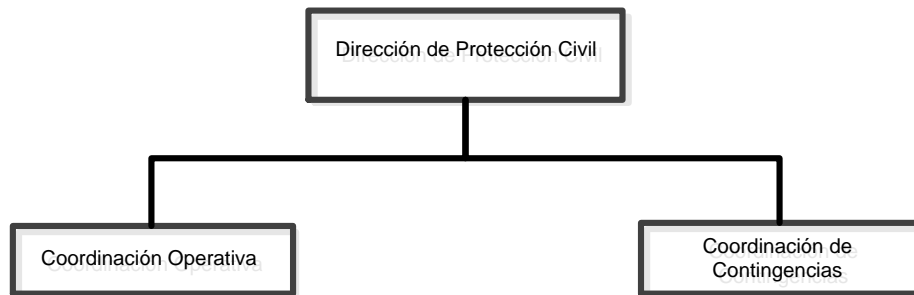 Dirección de Protección Civil
Coordinación Operativa
Coordinación de
Contingencias